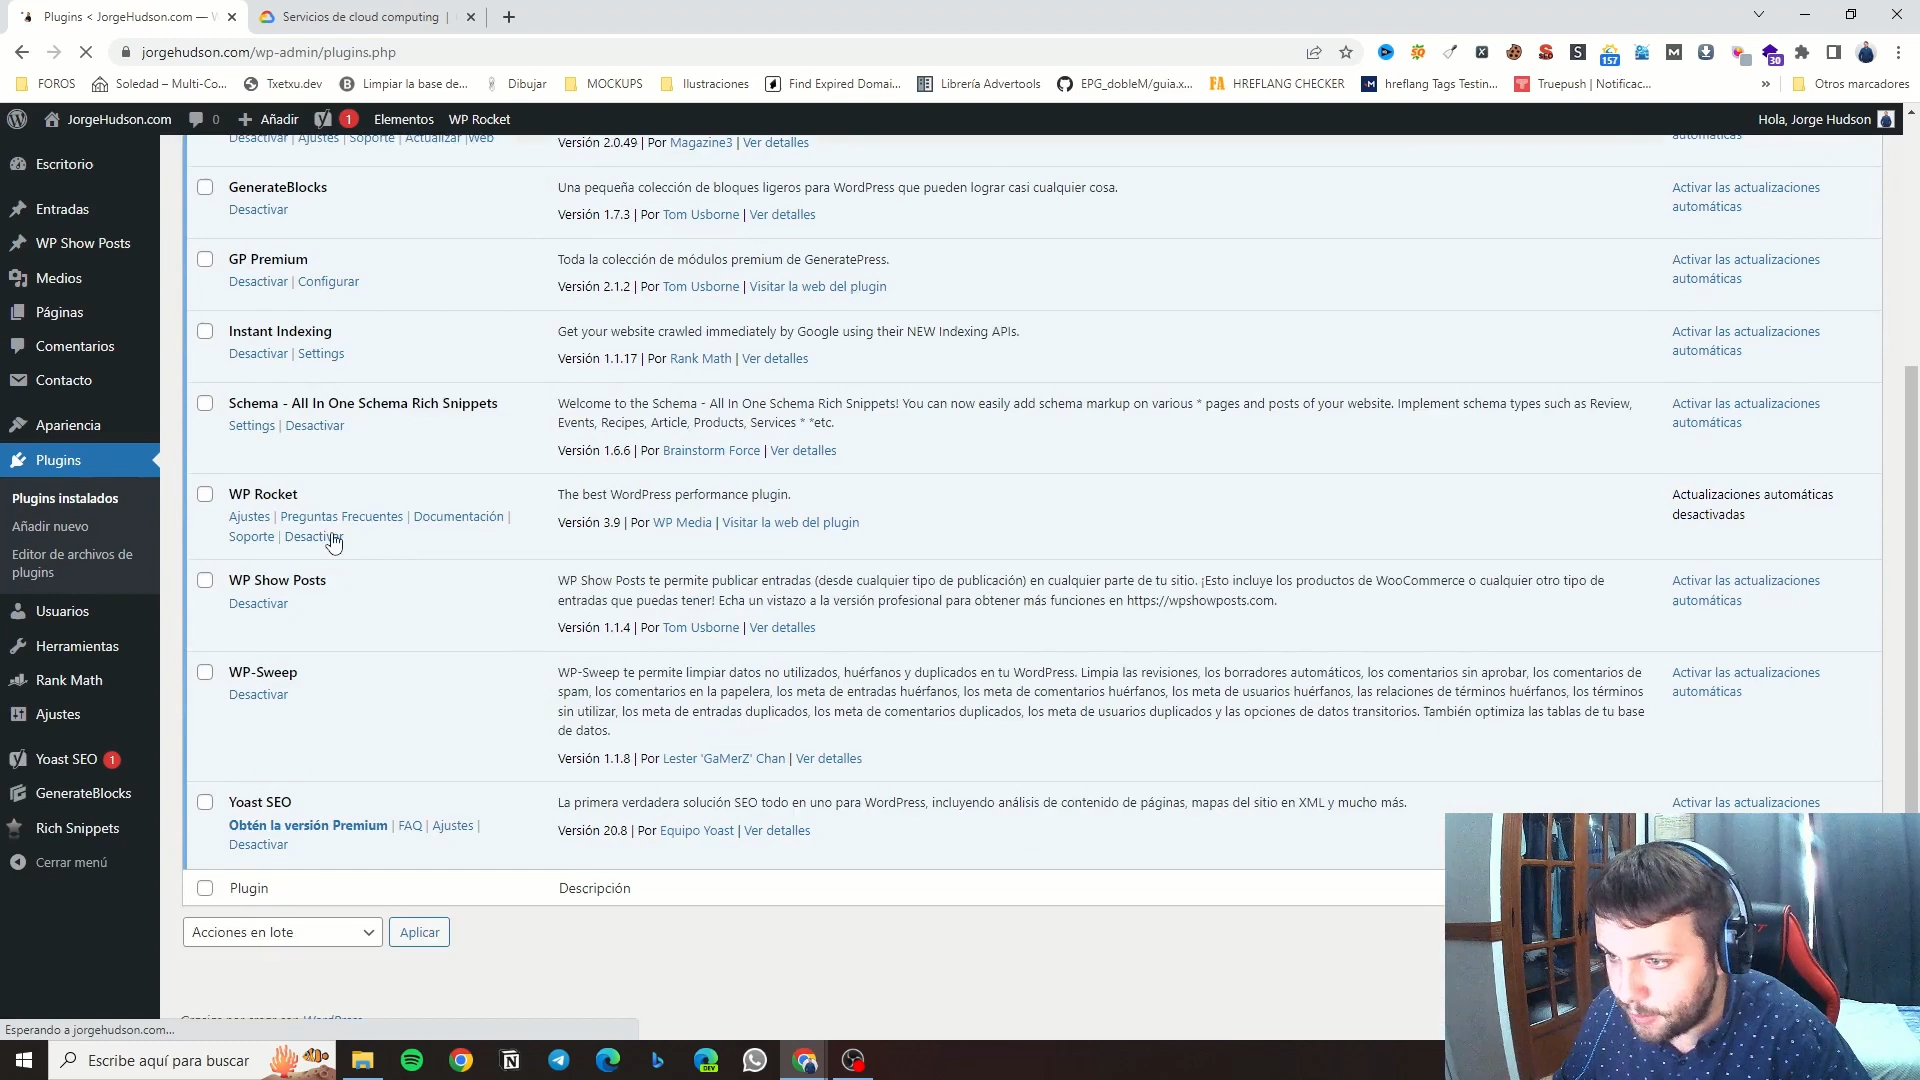 Plugins < JorgeHudson.com — W
Servicios de cloud computing |
jorgehudson.com/wp-admin/plugins.php
157
30
FOROS
Soledad – Multi-Co...
Txetxu.dev
Limpiar la base de...
Dibujar
MOCKUPS
Ilustraciones
Find Expired Domai...
Librería Advertools
EPG_dobleM/guia.x...
HREFLANG CHECKER
hreflang Tags Testin...
Truepush | Notificac...
»
Otros marcadores
JorgeHudson.com
0
Añadir
1
Elementos
WP Rocket
Hola, Jorge Hudson
Escritorio
Entradas
WP Show Posts
Medios
Páginas
Comentarios
Contacto
Apariencia
Plugins
Plugins instalados
Añadir nuevo
Editor de archivos de
plugins
Usuarios
Herramientas
Rank Math
Ajustes
Yoast SEO 1
GenerateBlocks
Rich Snippets
Cerrar menú
Desactivar | Ajustes | Soporte | Actualizar |Web
Versión 2.0.49 | Por Magazine3 | Ver detalles
automáticas
GenerateBlocks
Desactivar
Una pequeña colección de bloques ligeros para WordPress que pueden lograr casi cualquier cosa.
Versión 1.7.3 | Por Tom Usborne | Ver detalles
Activar las actualizaciones
automáticas
GP Premium
Desactivar | Configurar
Toda la colección de módulos premium de GeneratePress.
Versión 2.1.2 | Por Tom Usborne | Visitar la web del plugin
Activar las actualizaciones
automáticas
Instant Indexing
Desactivar | Settings
Get your website crawled immediately by Google using their NEW Indexing APIs.
Versión 1.1.17 | Por Rank Math | Ver detalles
Activar las actualizaciones
automáticas
Schema - All In One Schema Rich Snippets
Settings | Desactivar
Welcome to the Schema - All In One Schema Rich Snippets! You can now easily add schema markup on various * pages and posts of your website. Implement schema types such as Review,
Events, Recipes, Article, Products, Services * *etc.
Versión 1.6.6 | Por Brainstorm Force | Ver detalles
Activar las actualizaciones
automáticas
WP Rocket
Ajustes | Preguntas Frecuentes | Documentación |
Soporte | Desactivar
The best WordPress performance plugin.
Versión 3.9 | Por WP Media | Visitar la web del plugin
Actualizaciones automáticas
desactivadas
WP Show Posts
Desactivar
WP Show Posts te permite publicar entradas (desde cualquier tipo de publicación) en cualquier parte de tu sitio. ¡Esto incluye los productos de WooCommerce o cualquier otro tipo de
entradas que puedas tener! Echa un vistazo a la versión profesional para obtener más funciones en https://wpshowposts.com.
Versión 1.1.4 | Por Tom Usborne | Ver detalles
Activar las actualizaciones
automáticas
WP-Sweep
Desactivar
WP-Sweep te permite limpiar datos no utilizados, huérfanos y duplicados en tu WordPress. Limpia las revisiones, los borradores automáticos, los comentarios sin aprobar, los comentarios de
spam, los comentarios en la papelera, los meta de entradas huérfanos, los meta de comentarios huérfanos, los meta de usuarios huérfanos, las relaciones de términos huérfanos, los términos
sin utilizar, los meta de entradas duplicados, los meta de comentarios duplicados, los meta de usuarios duplicados y las opciones de datos transitorios. También optimiza las tablas de tu base
de datos.
Versión 1.1.8 | Por Lester 'GaMerZ' Chan | Ver detalles
Activar las actualizaciones
automáticas
Yoast SEO
Obtén la versión Premium | FAQ | Ajustes |
Desactivar
La primera verdadera solución SEO todo en uno para WordPress, incluyendo análisis de contenido de páginas, mapas del sitio en XML y mucho más.
Versión 20.8 | Por Equipo Yoast | Ver detalles
Activar las actualizaciones
Plugin
Descripción
Acciones en lote
Aplicar
Esperando a jorgehudson.com...
Escribe aquí para buscar